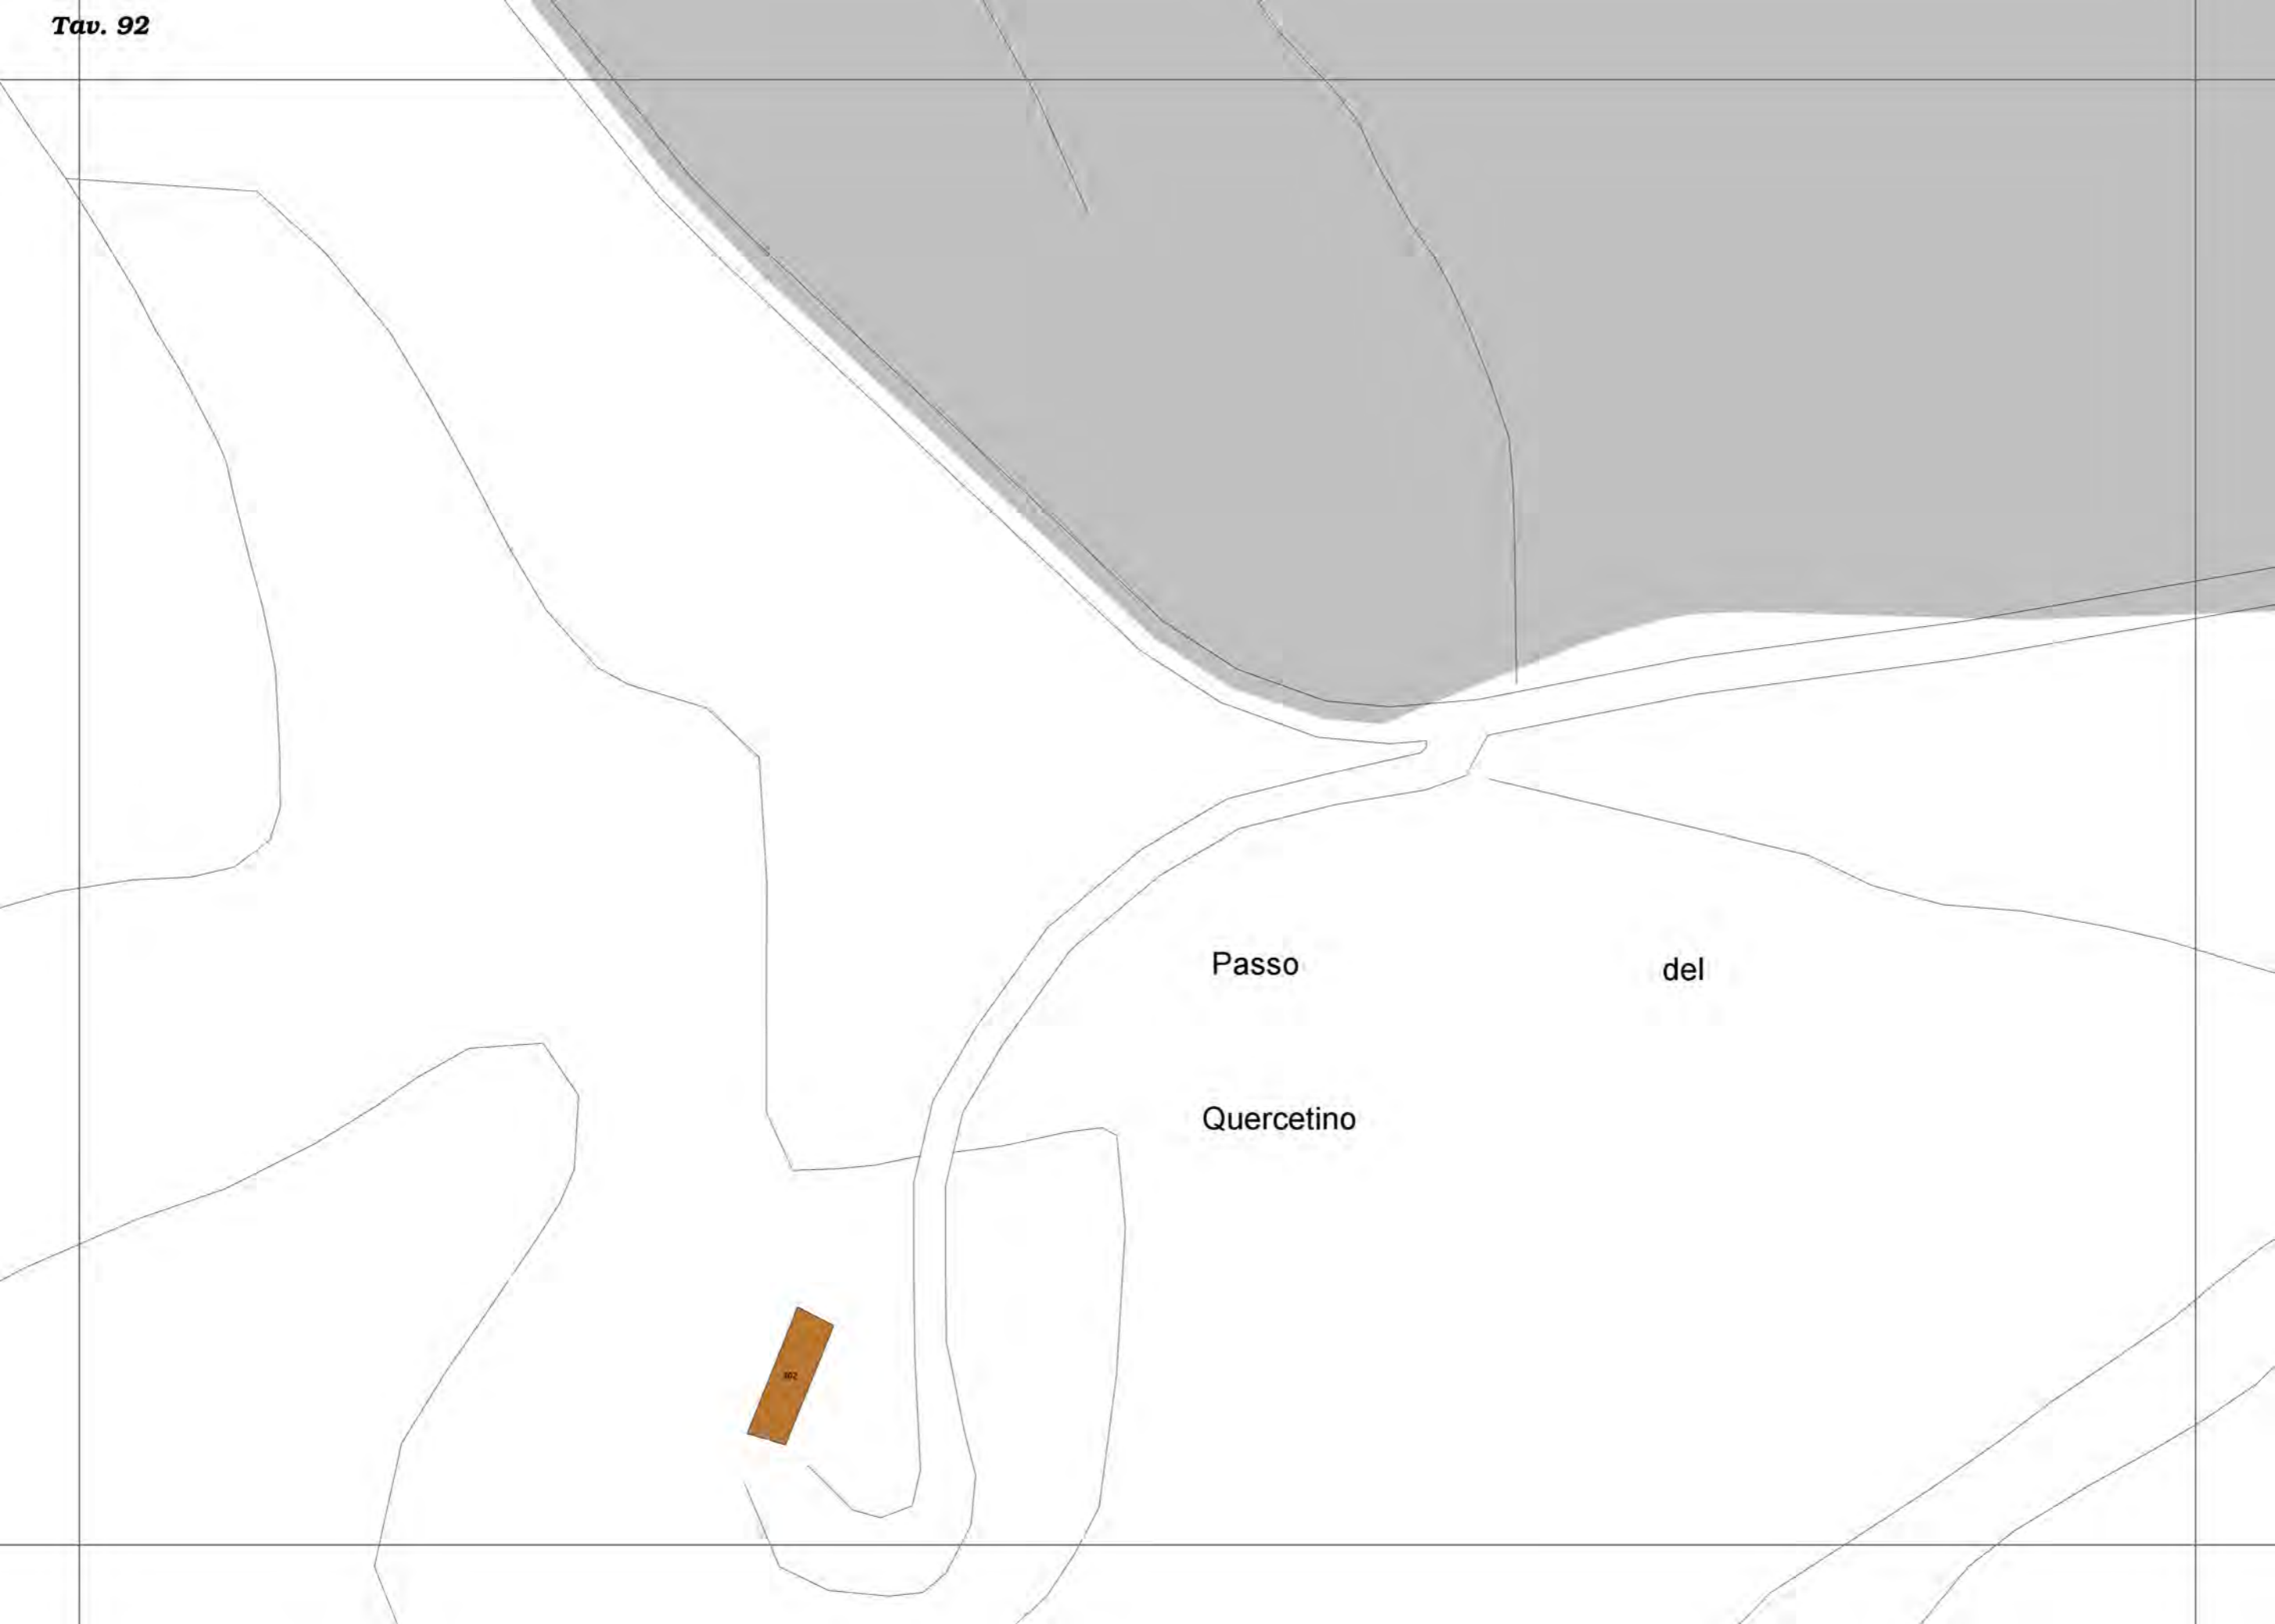 Tav. 92
Passo del
Quercetino